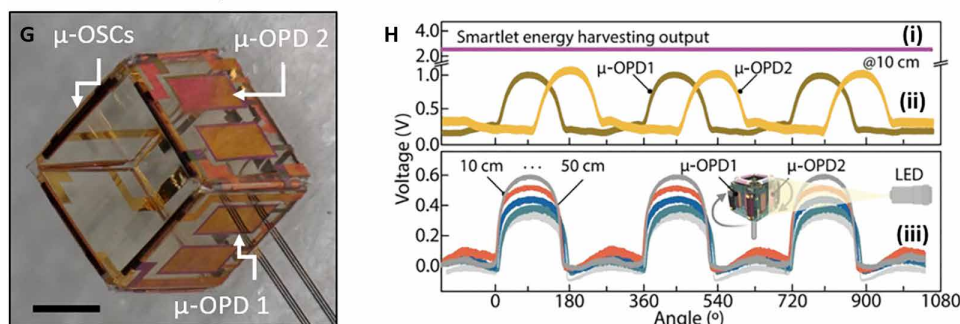 G
μ-OSCs
μ-OPD 2
μ-OPD 1
H
Smartlet energy harvesting output
(i)
@10 cm
μ-OPD1
μ-OPD2
(ii)
4.0
2.0
1.0
0.5
0.0
Voltage (V)
10 cm ... 50 cm
μ-OPD1
μ-OPD2
LED
(iii)
0.6
0.4
0.2
0.0
0 180 360 540 720 900 1080
Angle (º)